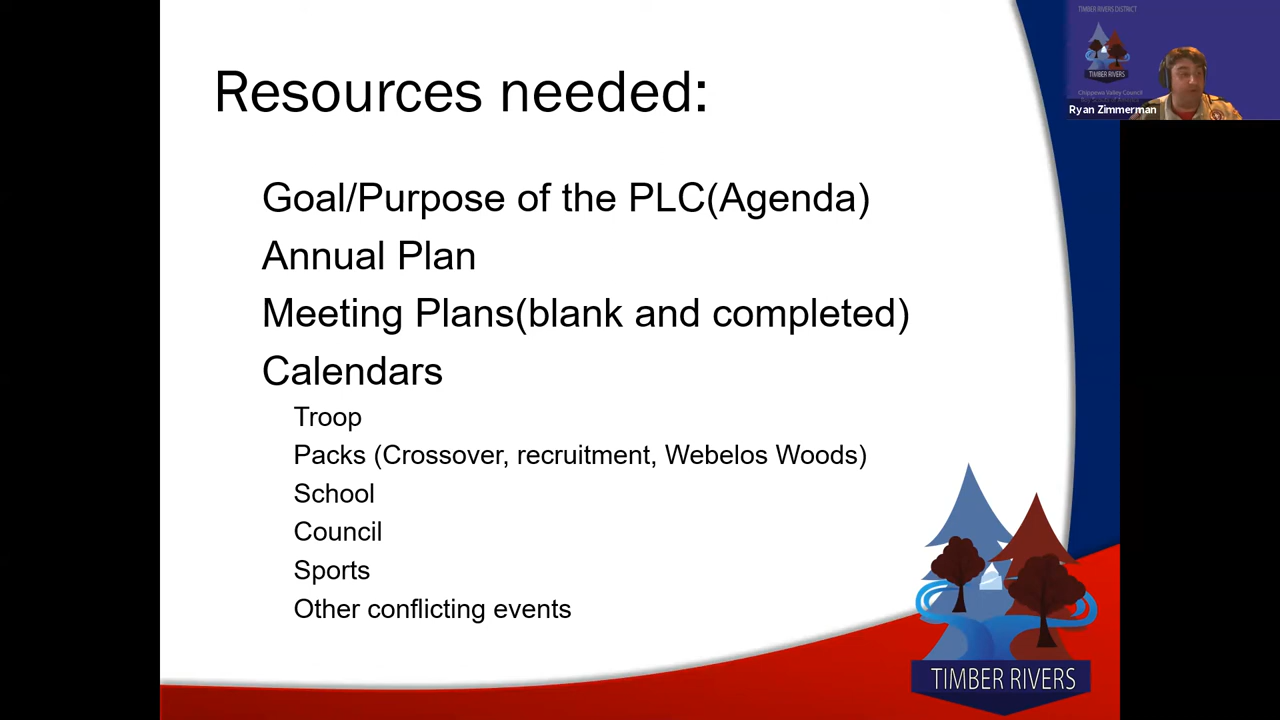 Resources needed:
Goal/Purpose of the PLC(Agenda)
Annual Plan
Meeting Plans(blank and completed)
Calendars
Troop
Packs (Crossover, recruitment, Webelos Woods)
School
Council
Sports
Other conflicting events
TIMBER RIVERS
TIMBER RIVERS DISTRICT
TIMBER RIVERS
Chippewa Valley Council
Ryan Zimmerman